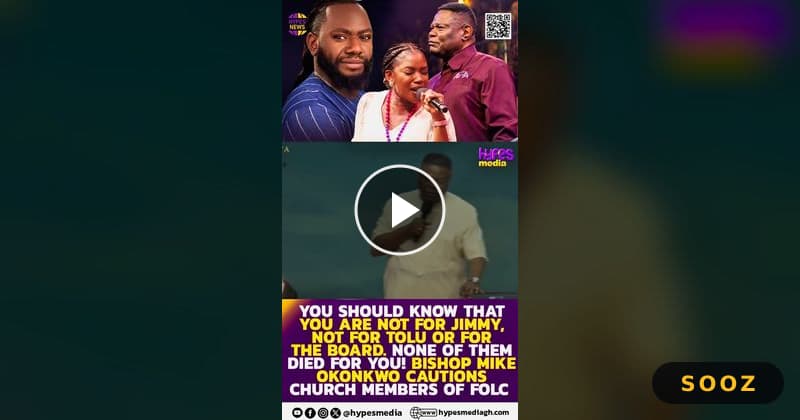 HYPES
NEWS
hypes
media
YOU SHOULD KNOW THAT
YOU ARE NOT FOR JIMMY,
NOT FOR TOLU OR FOR
THE BOARD. NONE OF THEM
DIED FOR YOU! BISHOP MIKE
OKONKWO CAUTIONS
CHURCH MEMBERS OF FOLC
@hypesmedia www.hypesmediagh.com
SOOZ